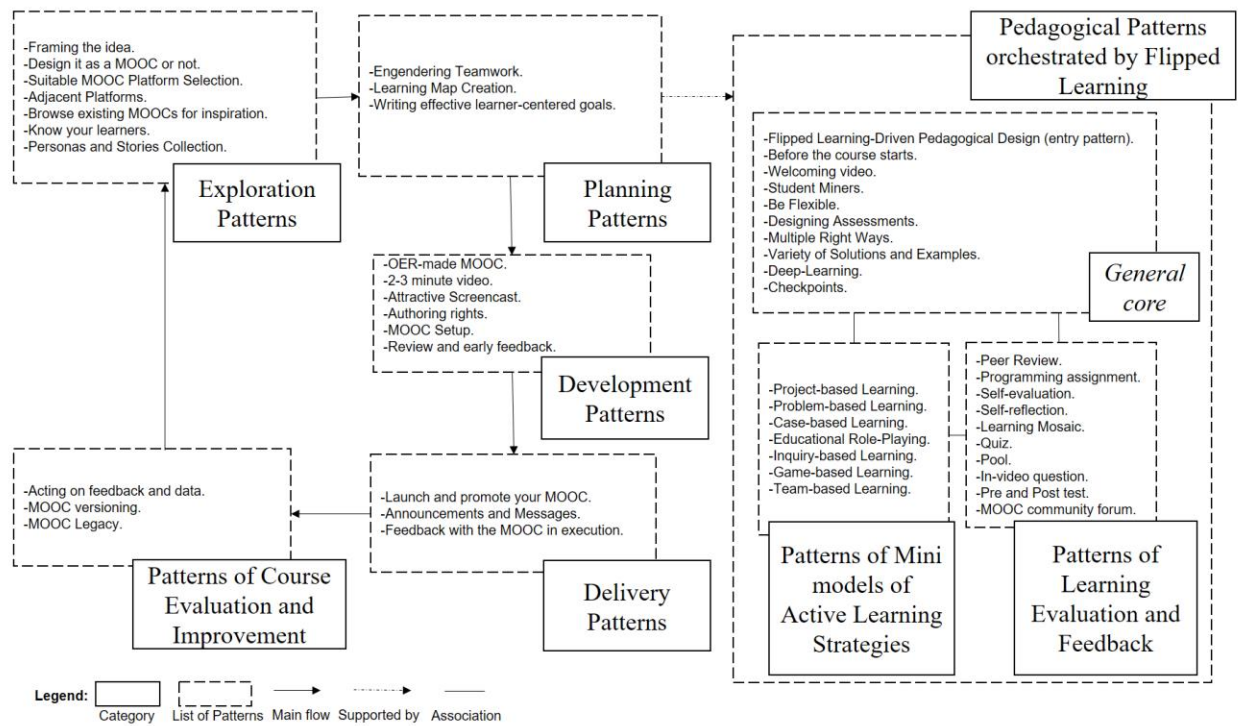 -Framing the idea.
-Design it as a MOOC or not.
-Suitable MOOC Platform Selection.
-Adjacent Platforms.
-Browse existing MOOCs for inspiration.
-Know your learners.
-Personas and Stories Collection.
Exploration
Patterns
-Engendering Teamwork.
-Learning Map Creation.
-Writing effective learner-centered goals.
Planning
Patterns
Pedagogical Patterns
orchestrated by Flipped
Learning
-Flipped Learning-Driven Pedagogical Design (entry pattern).
-Before the course starts.
-Welcoming video.
-Student Miners.
-Be Flexible.
-Designing Assessments.
-Multiple Right Ways.
-Variety of Solutions and Examples.
-Deep-Learning.
-Checkpoints.
General
core
-OER-made MOOC.
-2-3 minute video.
-Attractive Screencast.
-Authoring rights.
-MOOC Setup.
-Review and early feedback.
Development
Patterns
-Project-based Learning.
-Problem-based Learning.
-Case-based Learning.
-Educational Role-Playing.
-Inquiry-based Learning.
-Game-based Learning.
-Team-based Learning.
Patterns of Mini
models of
Active Learning
Strategies
-Peer Review.
-Programming assignment.
-Self-evaluation.
-Self-reflection.
-Learning Mosaic.
-Quiz.
-Pool.
-In-video question.
-Pre and Post test.
-MOOC community forum.
Patterns of
Learning
Evaluation and
Feedback
-Acting on feedback and data.
-MOOC versioning.
-MOOC Legacy.
Patterns of Course
Evaluation and
Improvement
-Launch and promote your MOOC.
-Announcements and Messages.
-Feedback with the MOOC in execution.
Delivery
Patterns
Legend:
Category
List of Patterns
Main flow
Supported by
Association